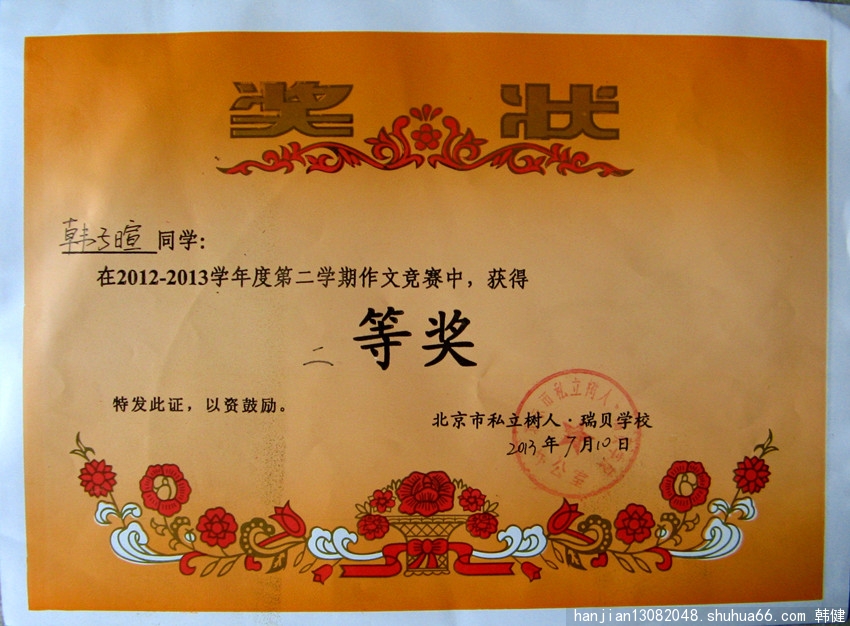 奖 状
韩子暄 同学:
在2012-2013学年度第二学期作文竞赛中，获得
二 等奖
特发此证，以资鼓励。
北京市私立树人·瑞贝学校
2013年7月10日
hanjian13082048.shuhua66.com 韩健